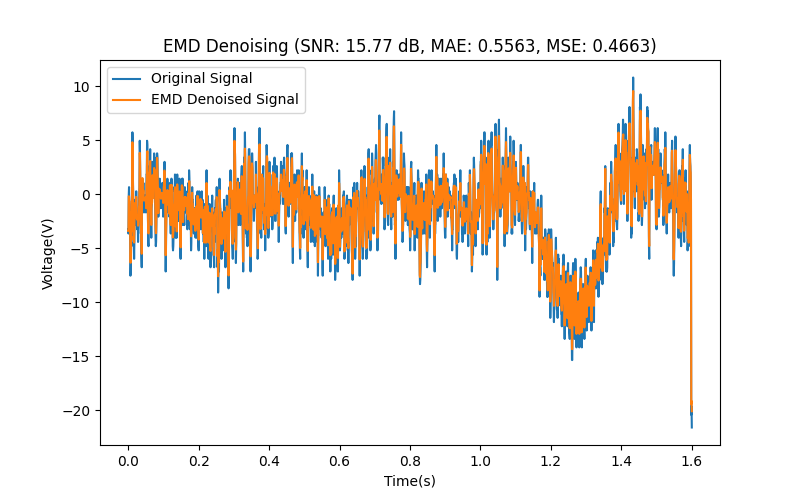 EMD Denoising (SNR: 15.77 dB, MAE: 0.5563, MSE: 0.4663)
Original Signal
EMD Denoised Signal
10
5
0
−5
−10
−15
−20
Voltage(V)
0.0 0.2 0.4 0.6 0.8 1.0 1.2 1.4 1.6
Time(s)